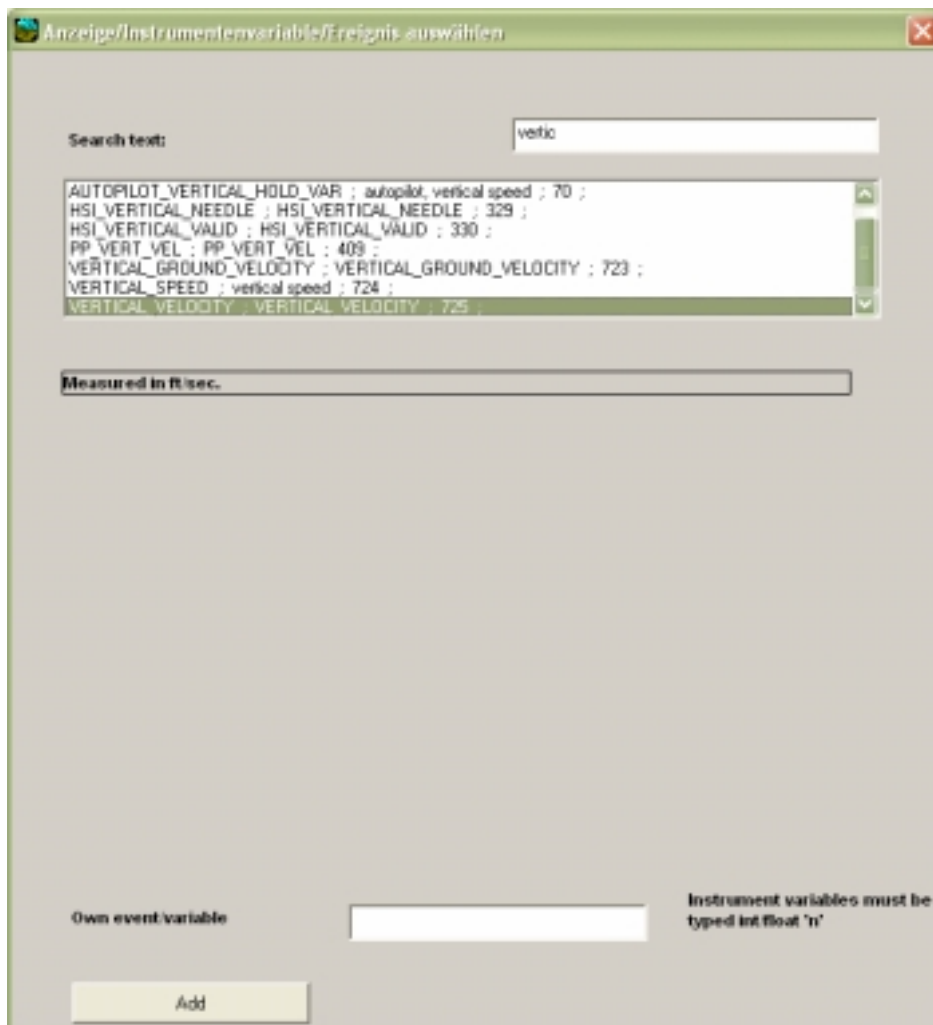 Anzeige/Instrumentenvariable/Ereignis auswählen
Search text:
vertic
AUTOPILOT_VERTICAL_HOLD_VAR ; autopilot, vertical speed ; 70 ;
HSI_VERTICAL_NEEDLE ; HSI_VERTICAL_NEEDLE ; 329 ;
HSI_VERTICAL_VALID ; HSI_VERTICAL_VALID ; 330 ;
PP_VERT_VEL ; PP_VERT_VEL ; 409 ;
VERTICAL_GROUND_VELOCITY ; VERTICAL_GROUND_VELOCITY ; 723 ;
VERTICAL_SPEED ; vertical speed ; 724 ;
VERTICAL_VELOCITY ; VERTICAL_VELOCITY ; 725 ;
Measured in ft/sec.
Own event/variable
Instrument variables must be
typed int/float 'n'
Add